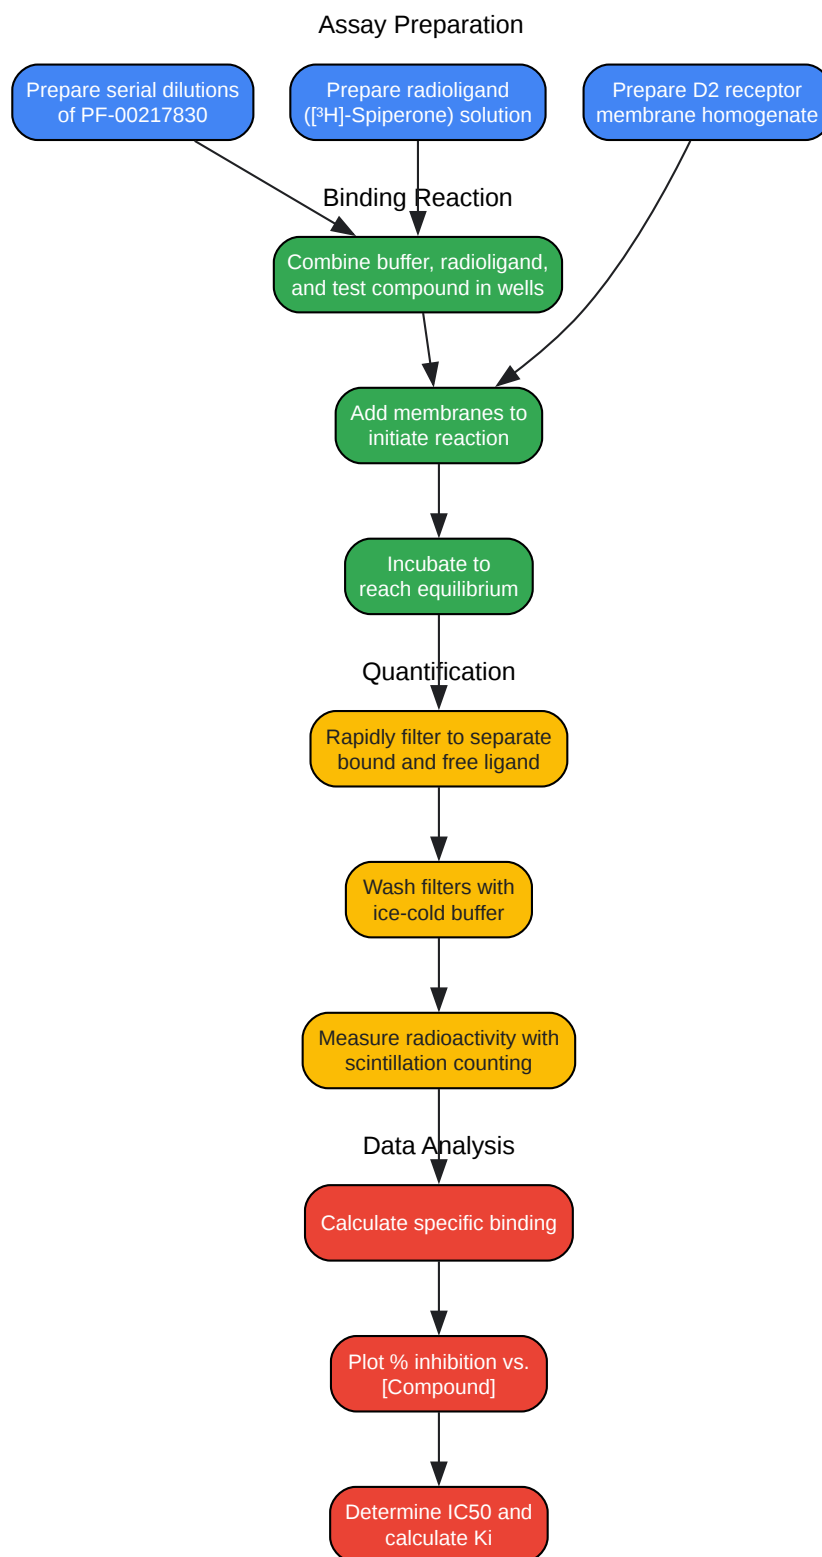 Assay Preparation
Prepare serial dilutions
of PF-00217830
Prepare radioligand
([³H]-Spiperone) solution
Prepare D2 receptor
membrane homogenate
Binding Reaction
Combine buffer, radioligand,
and test compound in wells
Add membranes to
initiate reaction
Incubate to
reach equilibrium
Quantification
Rapidly filter to separate
bound and free ligand
Wash filters with
ice-cold buffer
Measure radioactivity with
scintillation counting
Data Analysis
Calculate specific binding
Plot % inhibition vs.
[Compound]
Determine IC50 and
calculate Ki